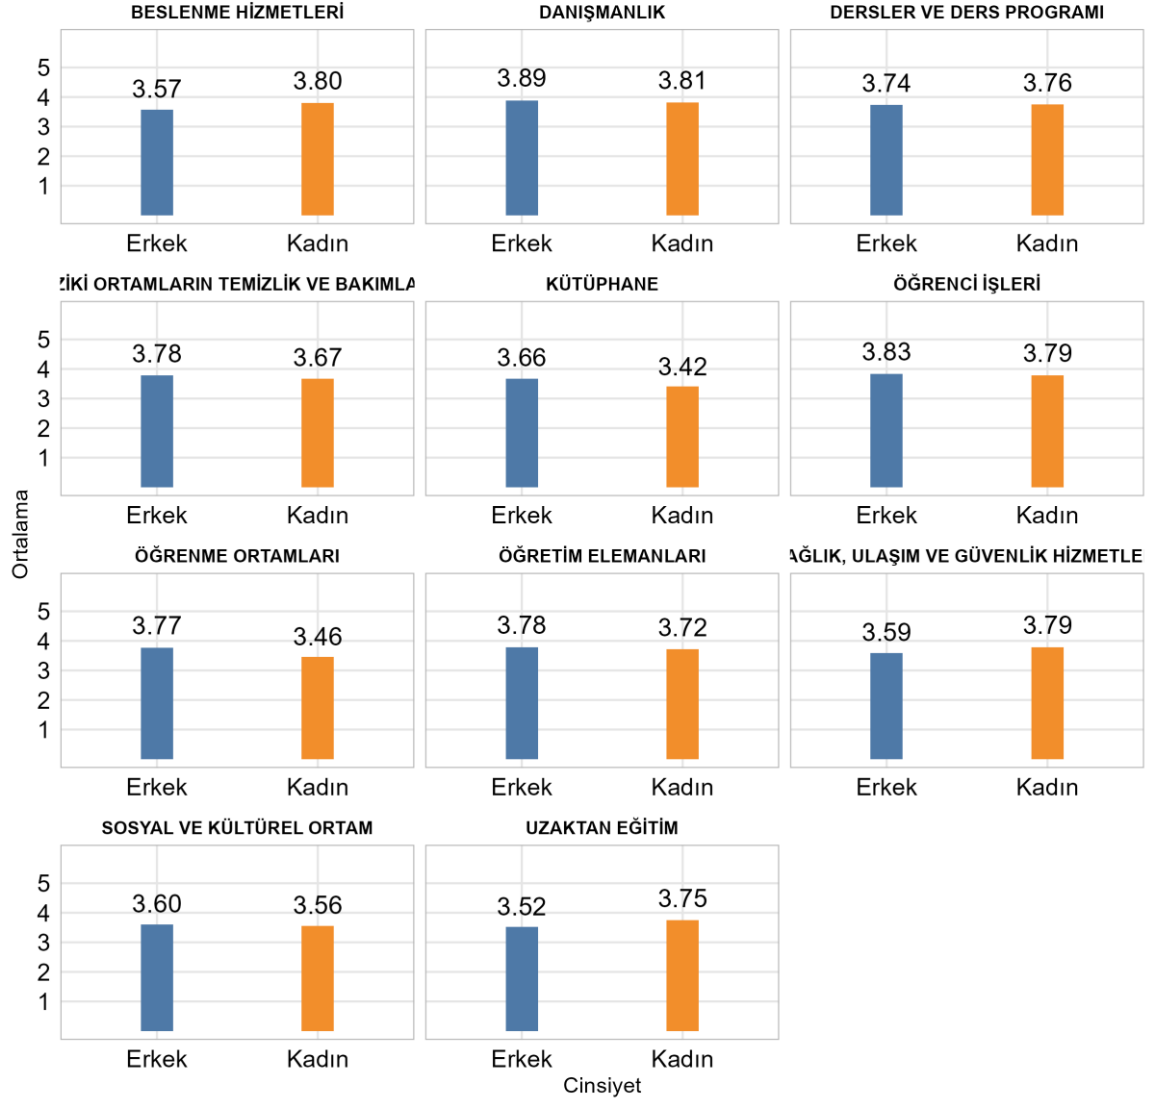 BESLENME HİZMETLERİ
DANIŞMANLIK
DERSLER VE DERS PROGRAMI
5
4
3
2
1
3.57
3.80
3.89
3.81
3.74
3.76
Erkek
Kadın
Erkek
Kadın
Erkek
Kadın
ZİKİ ORTAMLARIN TEMİZLİK VE BAKIMLA
KÜTÜPHANE
ÖĞRENCİ İŞLERİ
5
4
3
2
1
3.78
3.67
3.66
3.42
3.83
3.79
Erkek
Kadın
Erkek
Kadın
Erkek
Kadın
Ortalama
ÖĞRENME ORTAMLARI
ÖĞRETİM ELEMANLARI
AĞLIK, ULAŞIM VE GÜVENLİK HİZMETLE
5
4
3
2
1
3.77
3.46
3.78
3.72
3.59
3.79
Erkek
Kadın
Erkek
Kadın
Erkek
Kadın
SOSYAL VE KÜLTÜREL ORTAM
UZAKTAN EĞİTİM
5
4
3
2
1
3.60
3.56
3.52
3.75
Erkek
Kadın
Erkek
Kadın
Cinsiyet